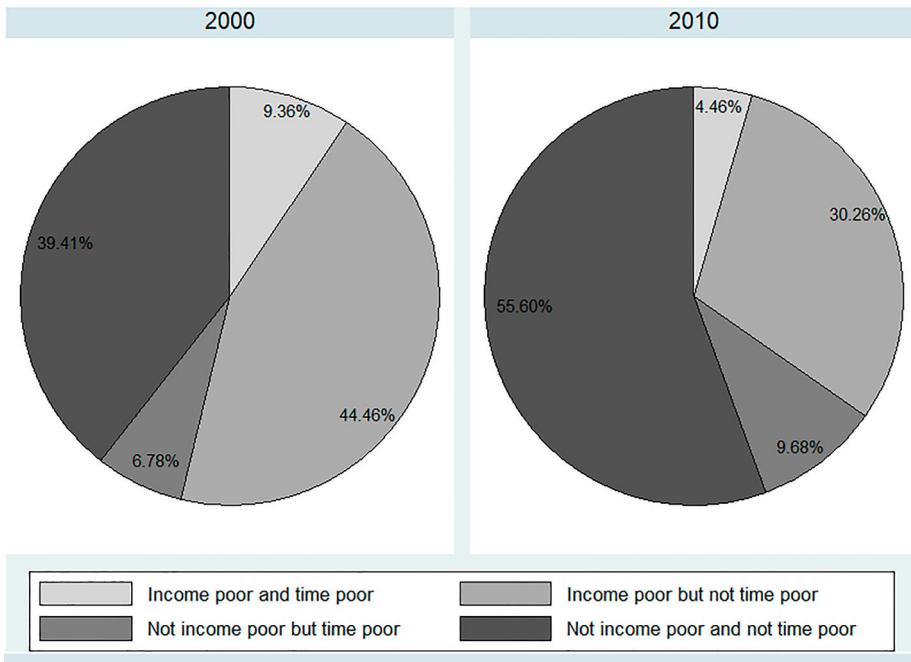 2000
2010
9.36%
39.41%
44.46%
6.78%
4.46%
30.26%
55.60%
9.68%
Income poor and time poor
Income poor but not time poor
Not income poor but time poor
Not income poor and not time poor